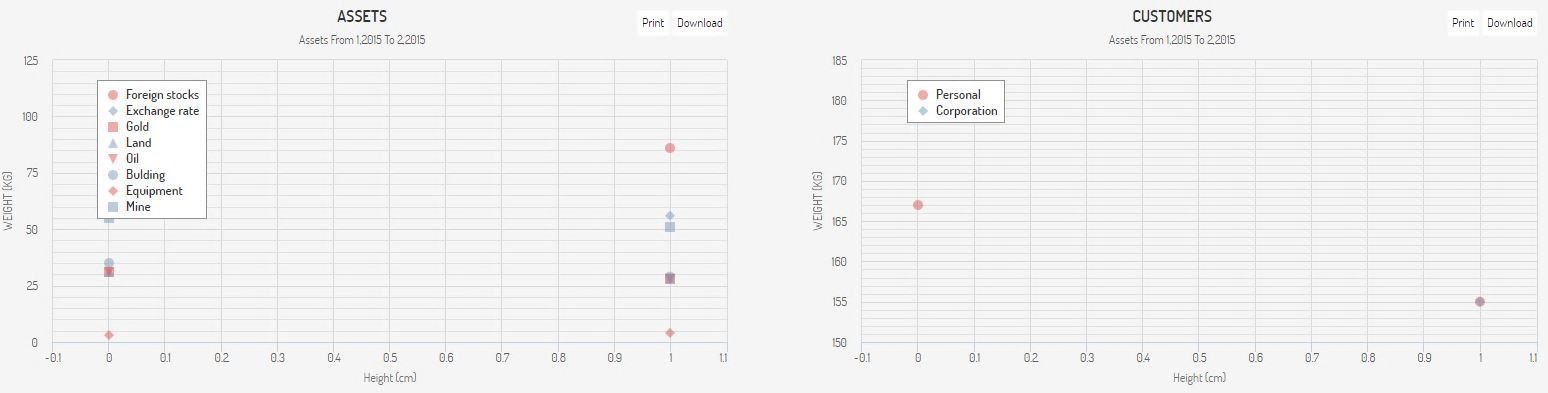 ASSETS
Print Download
Assets From 1,2015 To 2,2015
125
100
75
50
25
0
WEIGHT (KG)
Foreign stocks
Exchange rate
Gold
Land
Oil
Bulding
Equipment
Mine
-0.1 0 0.1 0.2 0.3 0.4 0.5 0.6 0.7 0.8 0.9 1 1.1
Height (cm)
CUSTOMERS
Print Download
Assets From 1,2015 To 2,2015
185
180
175
170
165
160
155
150
WEIGHT (KG)
Personal
Corporation
-0.1 0 0.1 0.2 0.3 0.4 0.5 0.6 0.7 0.8 0.9 1 1.1
Height (cm)